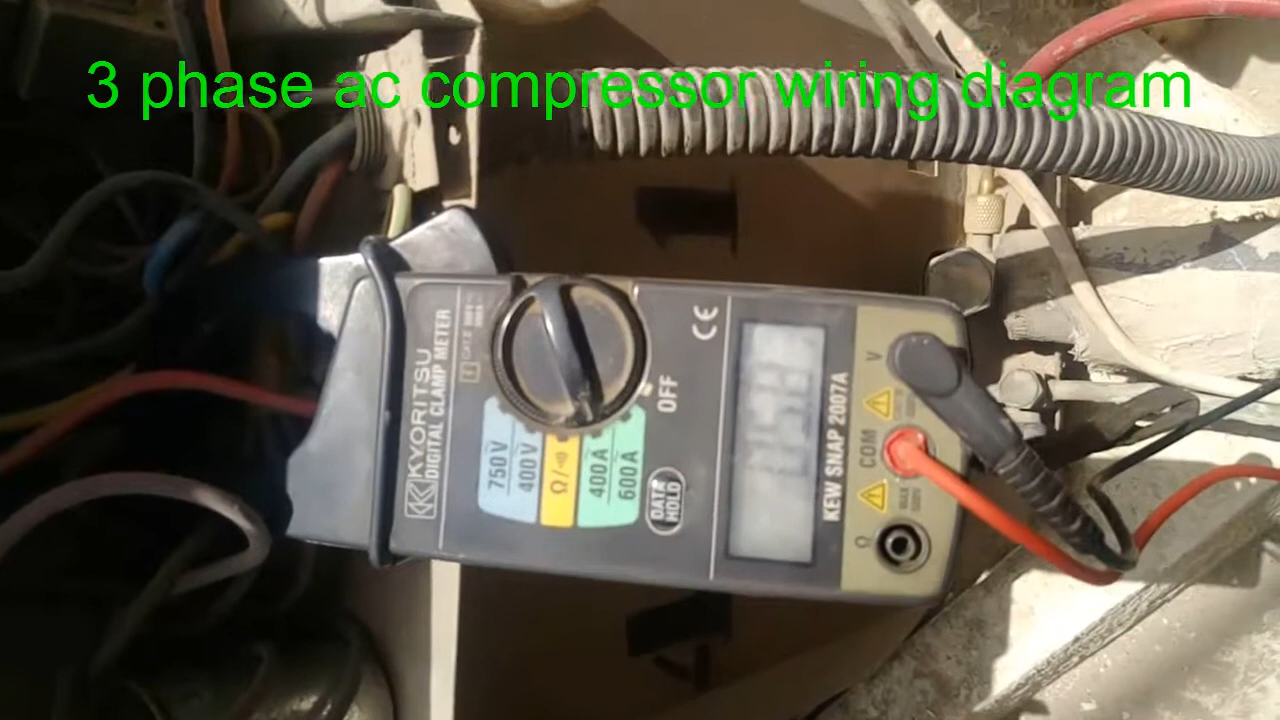 3 phase ac compressor wiring diagram
KYORITSU
DIGITAL CLAMP METER
OFF
750V
400V
Ω/
400A
600A
DATA
HOLD
KEW SNAP 2007A
V
COM
Ω